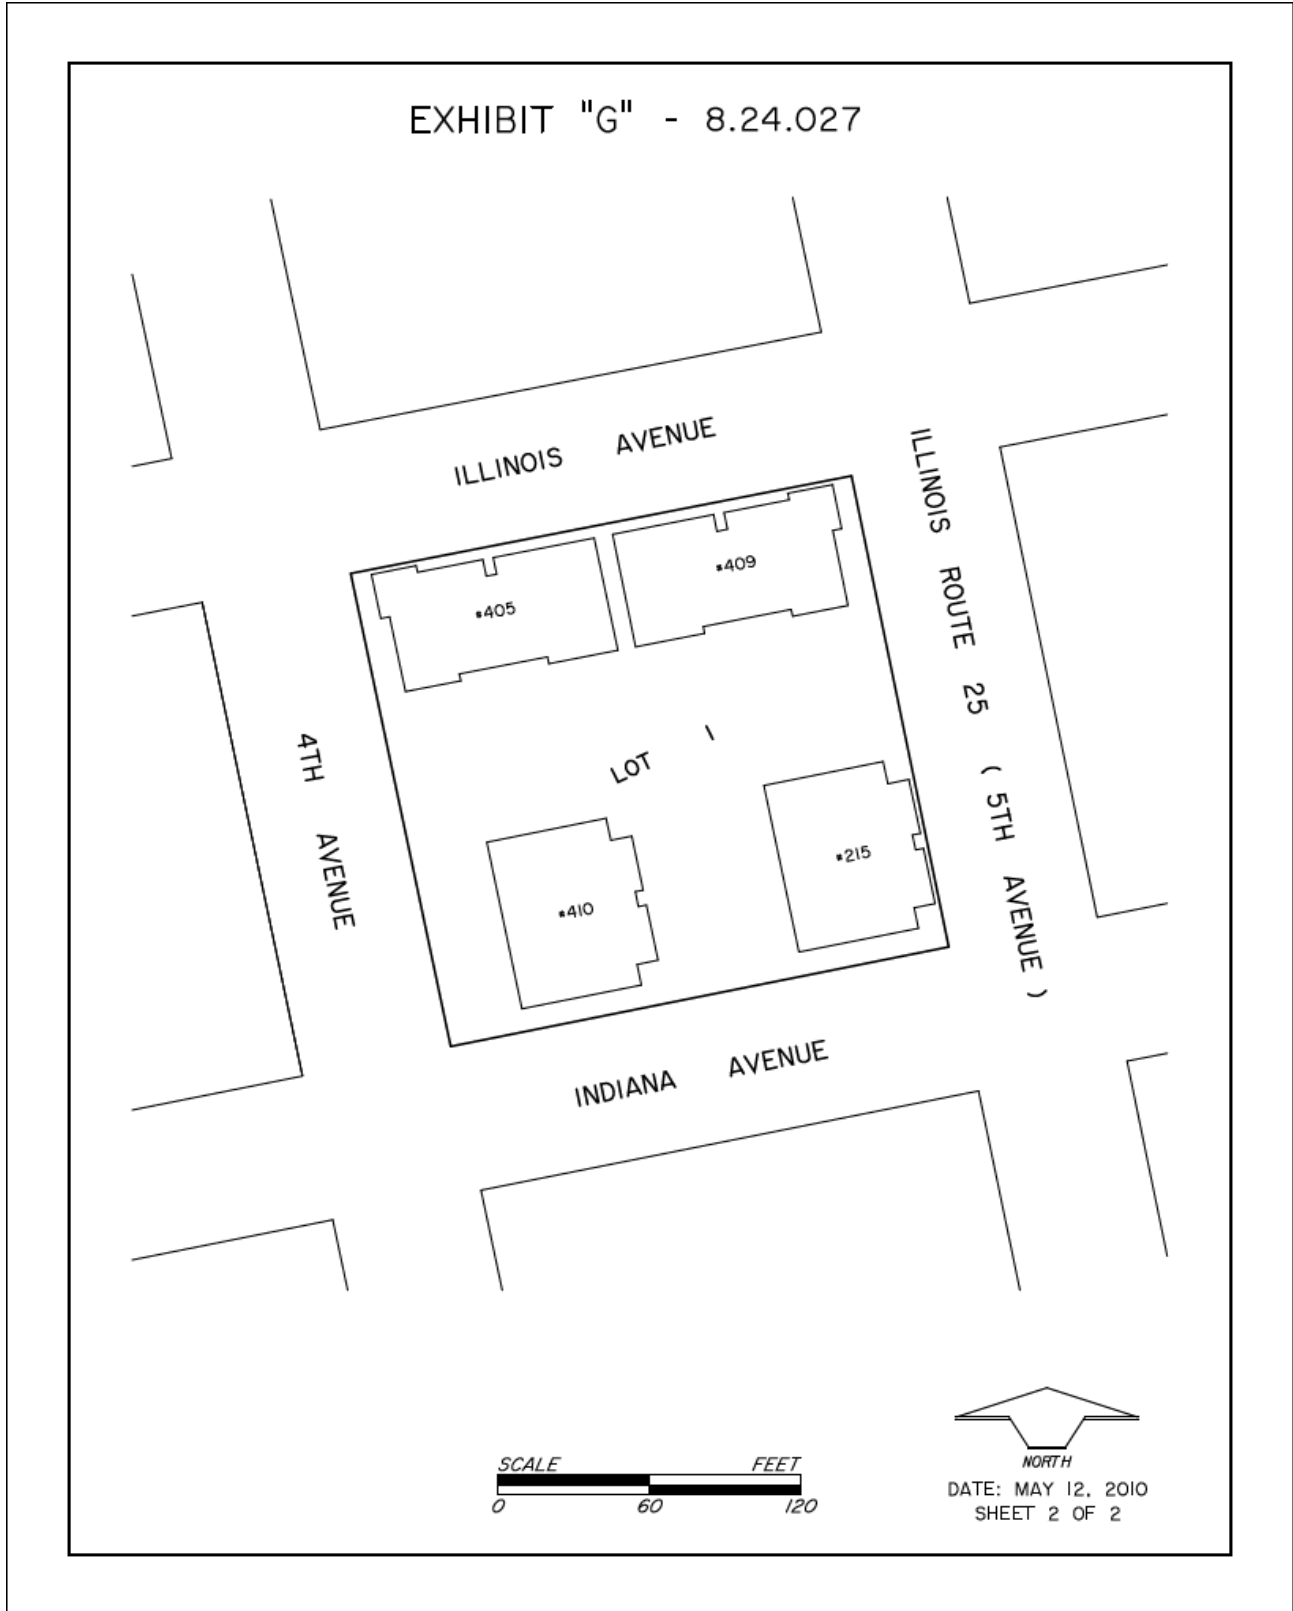 EXHIBIT "G" - 8.24.027
ILLINOIS AVENUE
ILLINOIS ROUTE 25 (5TH AVENUE)
#409
#405
4TH AVENUE
LOT 1
#215
#410
INDIANA AVENUE
SCALE FEET
0 60 120
NORTH
DATE: MAY 12, 2010
SHEET 2 OF 2